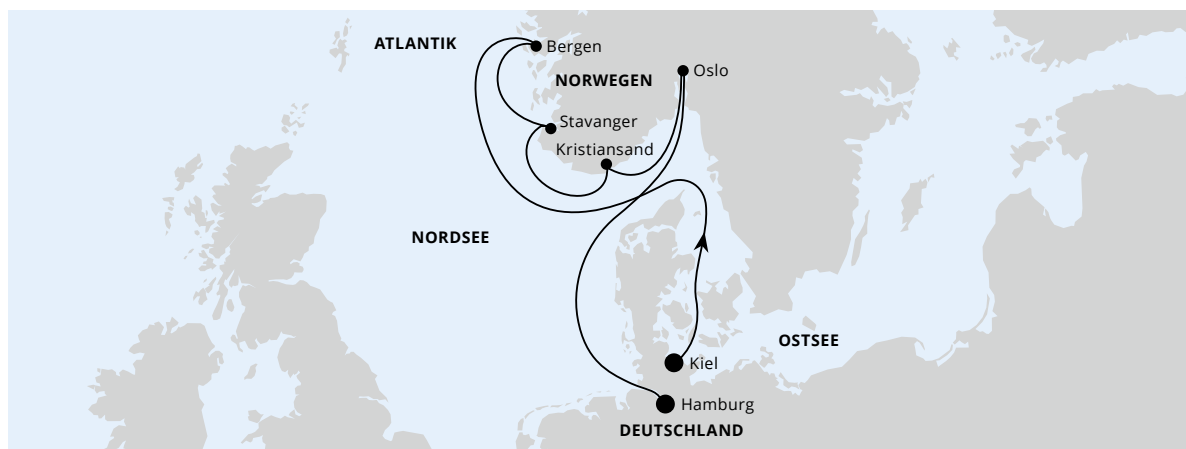 ATLANTIK
Bergen
NORWEGEN
Oslo
Stavanger
Kristiansand
NORDSEE
OSTSEE
Kiel
Hamburg
DEUTSCHLAND